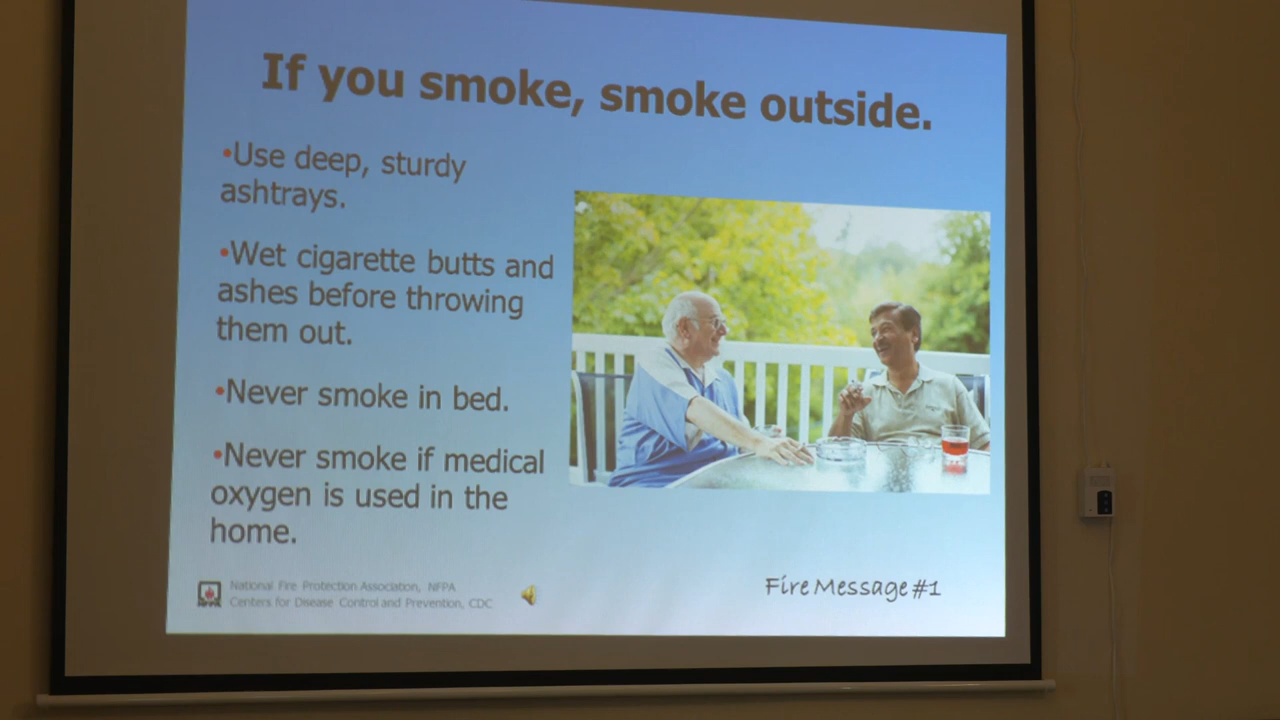 If you smoke, smoke outside.
•Use deep, sturdy
ashtrays.
•Wet cigarette butts and
ashes before throwing
them out.
•Never smoke in bed.
•Never smoke if medical
oxygen is used in the
home.
NFPA
National Fire Protection Association, NFPA
Centers for Disease Control and Prevention, CDC
Fire Message #1